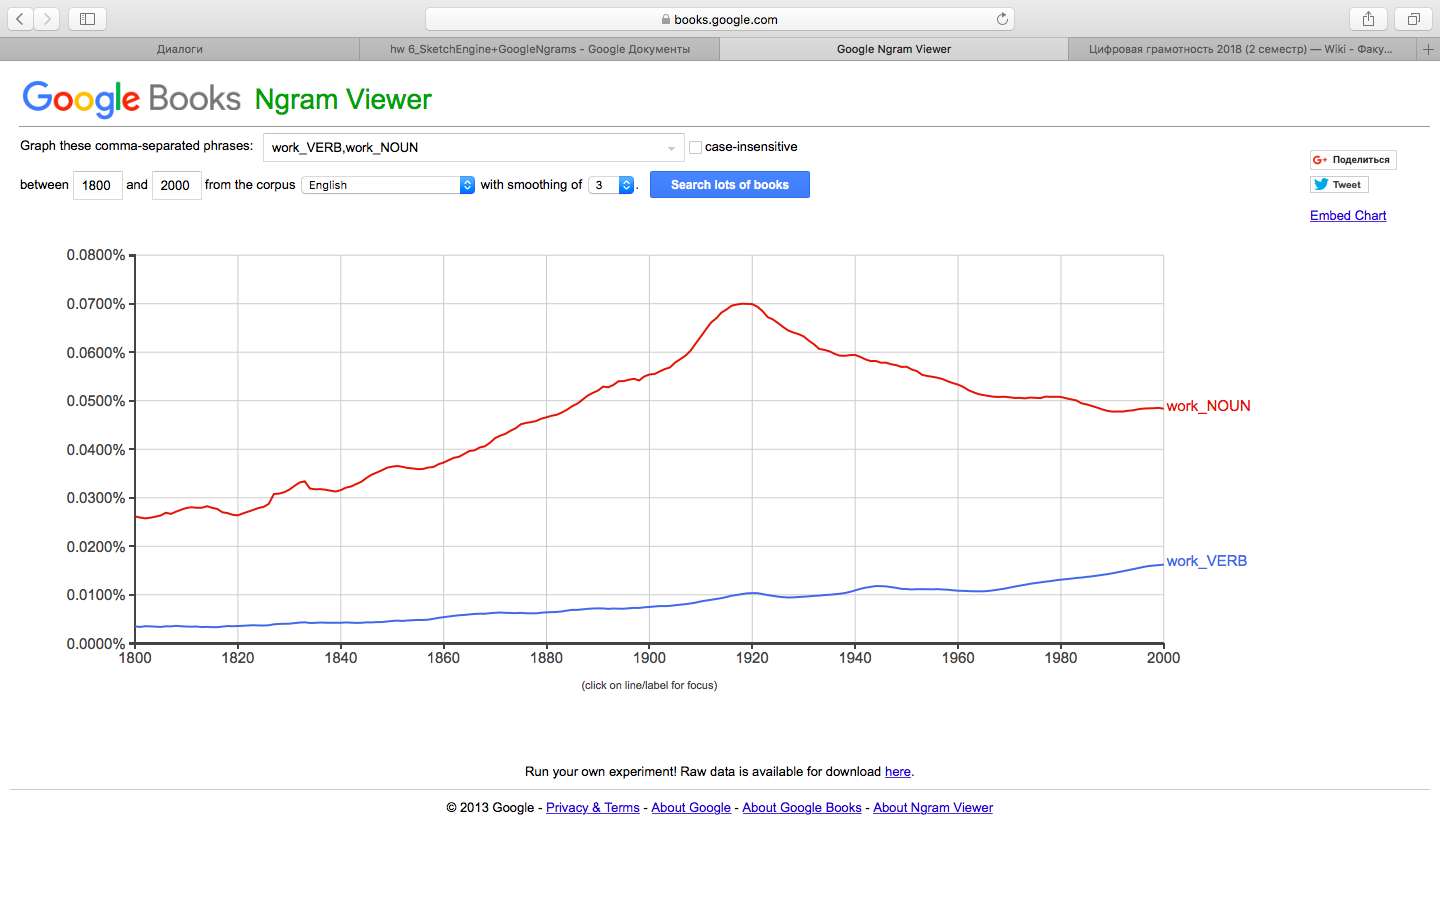 books.google.com
Диалоги
hw 6_SketchEngine+GoogleNgrams - Google Документы
Google Ngram Viewer
Цифровая грамотность 2018 (2 семестр) — Wiki - Факу...
Google Books Ngram Viewer
Graph these comma-separated phrases: work_VERB,work_NOUN case-insensitive
between 1800 and 2000 from the corpus English with smoothing of 3 . Search lots of books
G+ Поделиться
Tweet
Embed Chart
0.0800%
0.0700%
0.0600%
0.0500%
0.0400%
0.0300%
0.0200%
0.0100%
0.0000%
work_NOUN
work_VERB
1800 1820 1840 1860 1880 1900 1920 1940 1960 1980 2000
(click on line/label for focus)
Run your own experiment! Raw data is available for download here.
© 2013 Google - Privacy & Terms - About Google - About Google Books - About Ngram Viewer